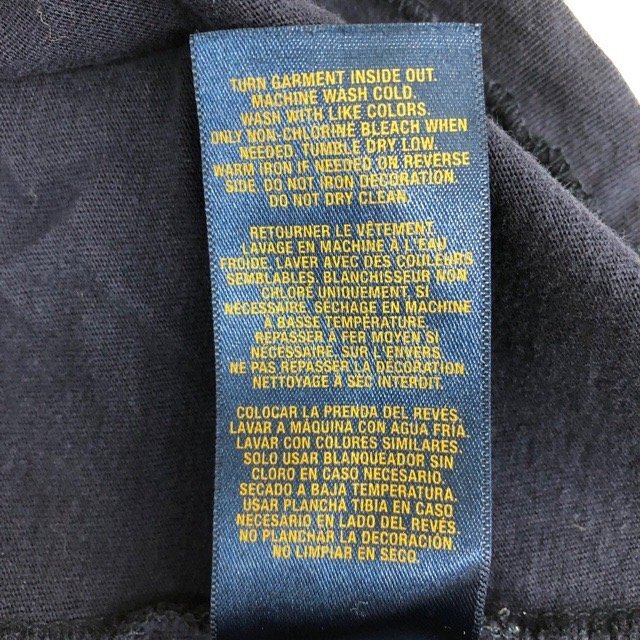 TURN GARMENT INSIDE OUT.
MACHINE WASH COLD.
WASH WITH LIKE COLORS.
ONLY NON-CHLORINE BLEACH WHEN
NEEDED. TUMBLE DRY LOW.
WARM IRON IF NEEDED ON REVERSE
SIDE. DO NOT IRON DECORATION.
DO NOT DRY CLEAN.
RETOURNER LE VÊTEMENT.
LAVAGE EN MACHINE À L'EAU
FROIDE. LAVER AVEC DES COULEURS
SEMBLABLES. BLANCHISSEUR NON
CHLORÉ UNIQUEMENT, SI
NÉCESSAIRE. SÉCHAGE EN MACHINE
A BASSE TEMPÉRATURE.
REPASSER À FER MOYEN SI
NÉCESSAIRE, SUR L'ENVERS.
NE PAS REPASSER LA DÉCORATION.
NETTOYAGE À SEC INTERDIT.
COLOCAR LA PRENDA DEL REVÉS.
LAVAR A MÁQUINA CON AGUA FRÍA.
LAVAR CON COLORES SIMILARES.
SOLO USAR BLANQUEADOR SIN
CLORO EN CASO NECESARIO.
SECADO A BAJA TEMPERATURA.
USAR PLANCHA TIBIA EN CASO
NECESARIO EN LADO DEL REVÉS.
NO PLANCHAR LA DECORACIÓN.
NO LIMPIAR EN SECO.